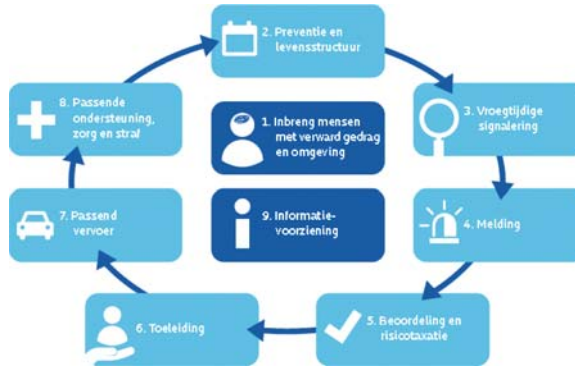 2. Preventie en
levensstructuur
8. Passende
ondersteuning,
zorg en straf
1. Inbreng mensen
met verward gedrag
en omgeving
3. Vroegtijdige
signalering
7. Passend
vervoer
9. Informatie-
voorziening
4. Melding
6. Toeleiding
5. Beoordeling en
risicotaxatie